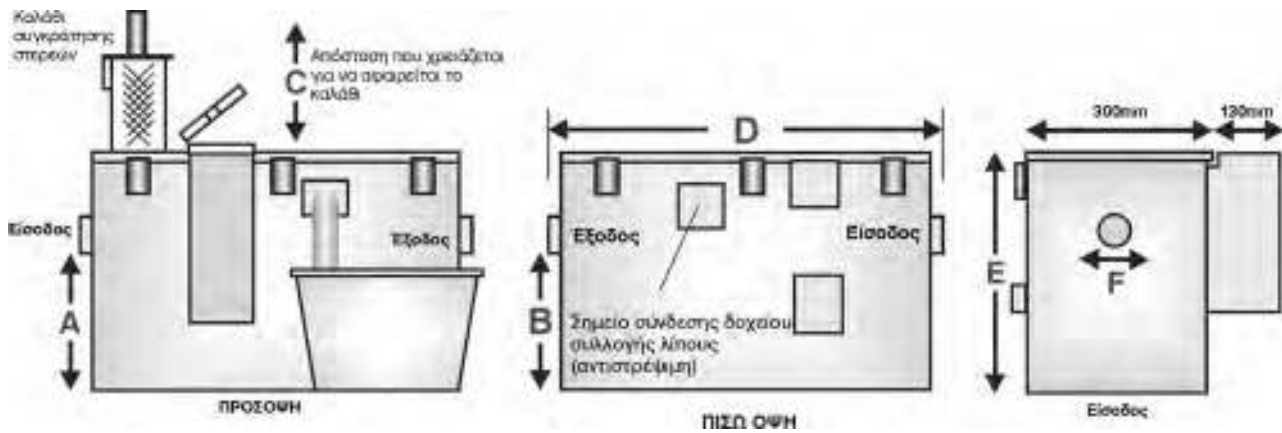 Καλάθι
συγκράτησης
στερεών
C
Απόσταση που χρειάζεται
για να αφαιρείται το
καλάθι
Είσοδος
Έξοδος
A
ΠΡΟΣΟΨΗ
D
Έξοδος
Είσοδος
B
Σημείο σύνδεσης δοχείου
συλλογής λίπους
(αντιστρέψιμη)
ΠΙΣΩ ΟΨΗ
300mm
130mm
E
F
Είσοδος